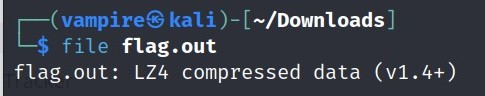 ┌──(vampire㉿kali)-[~/Downloads]
└─$ file flag.out
flag.out: LZ4 compressed data (v1.4+)